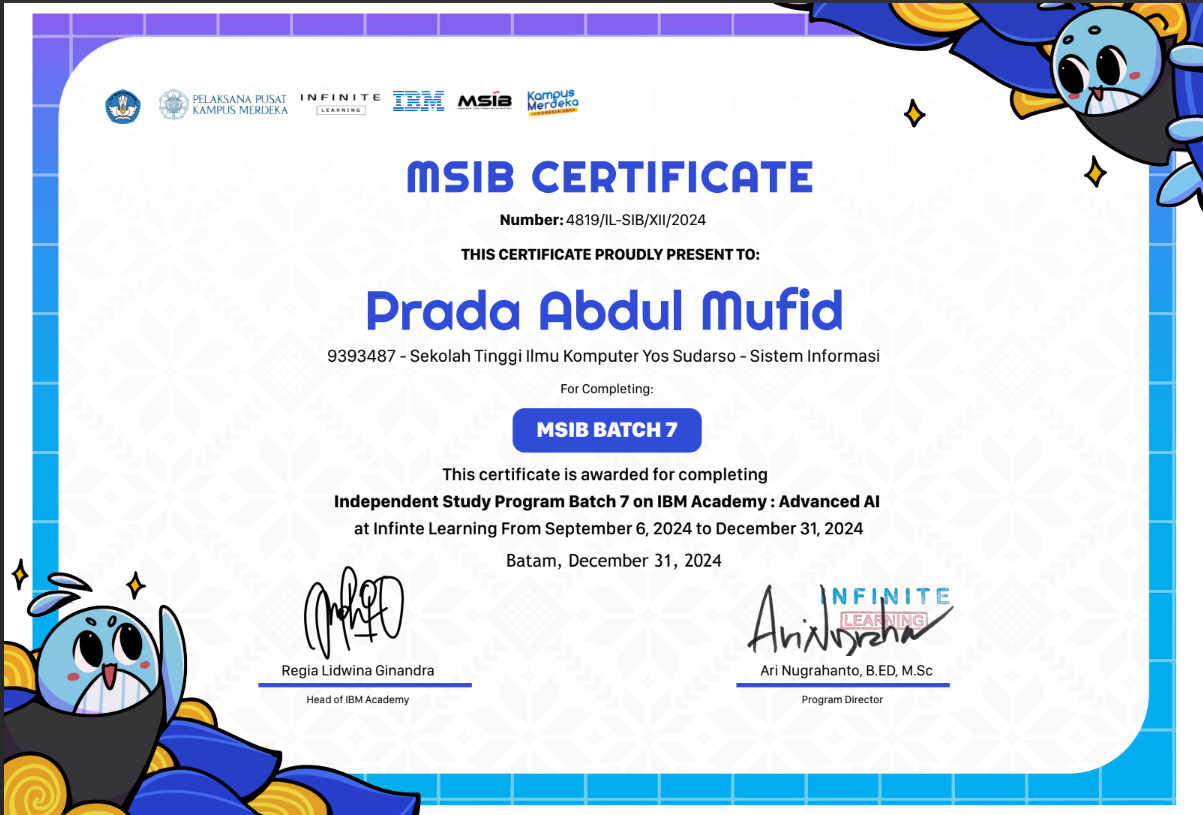 PELAKSANA PUSAT
KAMPUS MERDEKA
INFINITE
LEARNING
IBM
MSIB
Kampus
Merdeka
INDONESIA JAYA
MSIB CERTIFICATE
Number: 4819/IL-SIB/XII/2024
THIS CERTIFICATE PROUDLY PRESENT TO:
Prada Abdul Mufid
9393487 - Sekolah Tinggi Ilmu Komputer Yos Sudarso - Sistem Informasi
For Completing:
MSIB BATCH 7
This certificate is awarded for completing
Independent Study Program Batch 7 on IBM Academy : Advanced AI
at Infinte Learning From September 6, 2024 to December 31, 2024
Batam, December 31, 2024
INFINITE
LEARNING
Regia Lidwina Ginandra
Head of IBM Academy
Ari Nugrahanto, B.ED, M.Sc
Program Director